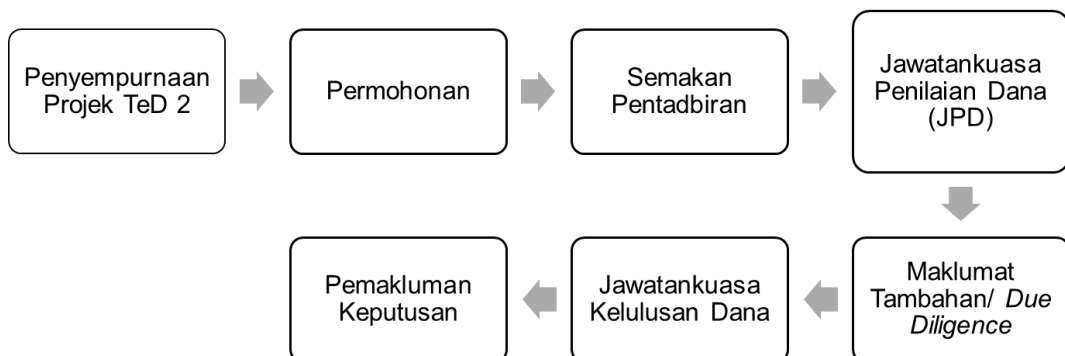 Penyempurnaan
Projek TeD 2
Permohonan
Semakan
Pentadbiran
Jawatankuasa
Penilaian Dana
(JPD)
Maklumat
Tambahan/ Due
Diligence
Jawatankuasa
Kelulusan Dana
Pemakluman
Keputusan